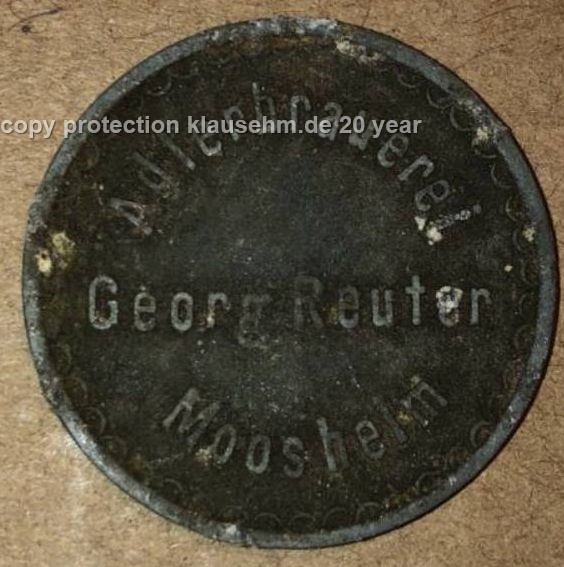 copy protection klausehm.de 20 year
Adlerbrauerei
Georg Reuter
Moosheim